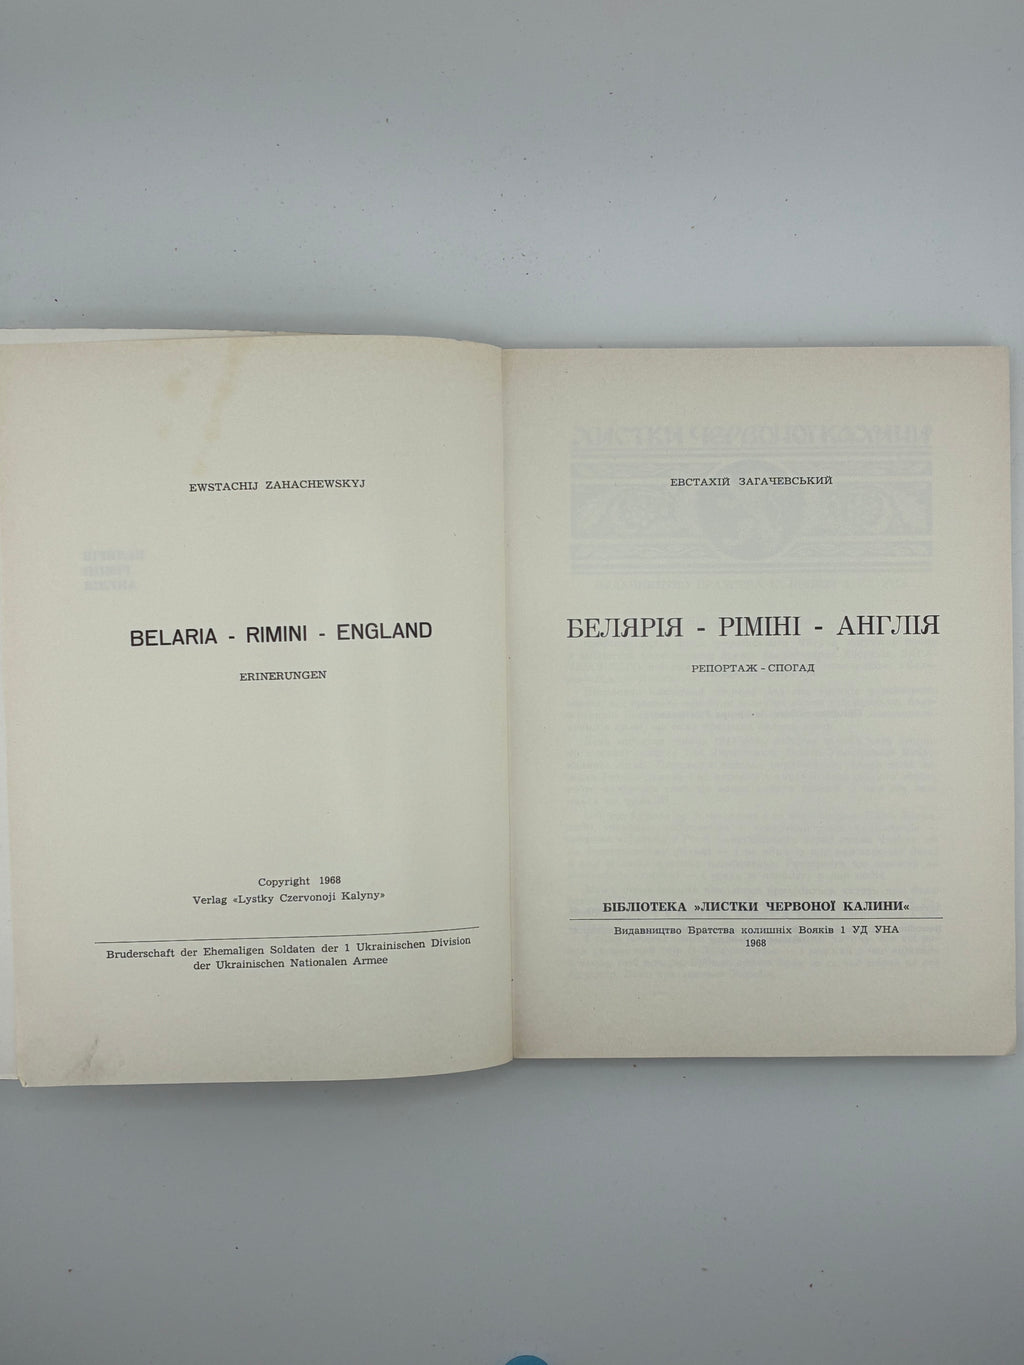 EWSTACHIJ ZAHACHEWSKYJ
BELARIA - RIMINI - ENGLAND
ERINERUNGEN
Copyright 1968
Verlag «Lystky Czervonoji Kalyny»
Bruderschaft der Ehemaligen Soldaten der 1 Ukrainischen Division
der Ukrainischen Nationalen Armee
ЕВСТАХІЙ ЗАГАЧЕВСЬКИЙ
БЕЛЯРІЯ - РІМІНІ - АНГЛІЯ
РЕПОРТАЖ - СПОГАД
БІБЛІОТЕКА »ЛИСТКИ ЧЕРВОНОЇ КАЛИНИ«
Видавництво Братства колишніх Вояків 1 УД УНА
1968